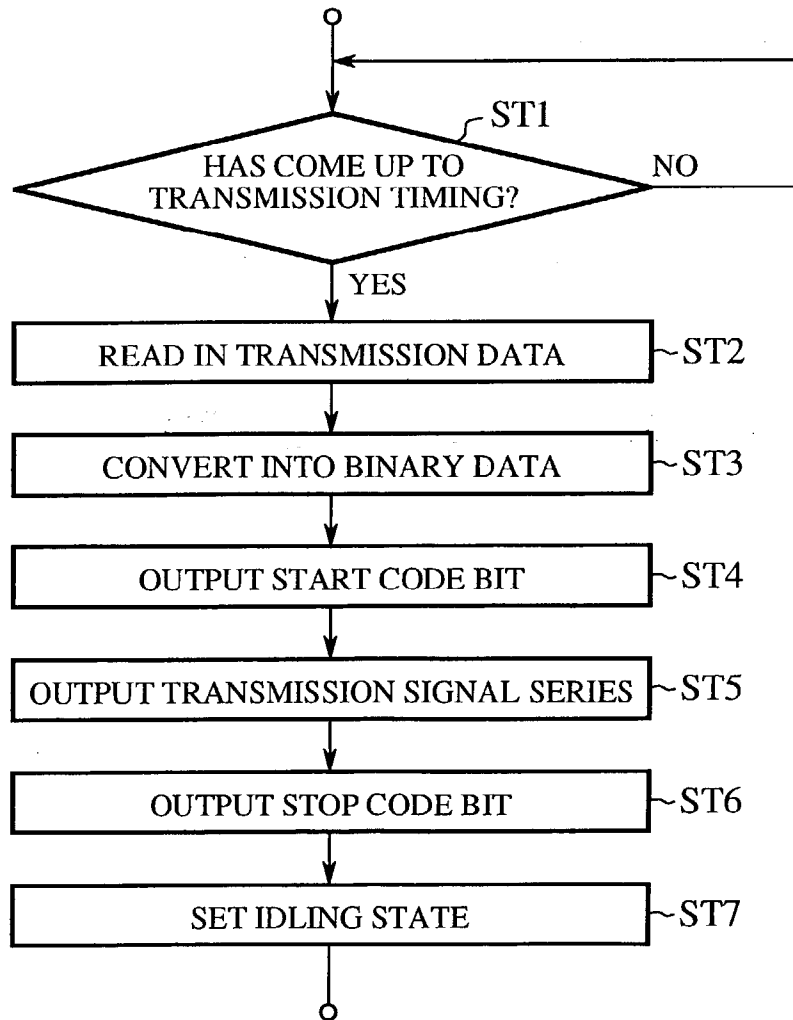 ST1
HAS COME UP TO
TRANSMISSION TIMING?
NO
YES
READ IN TRANSMISSION DATA
ST2
CONVERT INTO BINARY DATA
ST3
OUTPUT START CODE BIT
ST4
OUTPUT TRANSMISSION SIGNAL SERIES
ST5
OUTPUT STOP CODE BIT
ST6
SET IDLING STATE
ST7